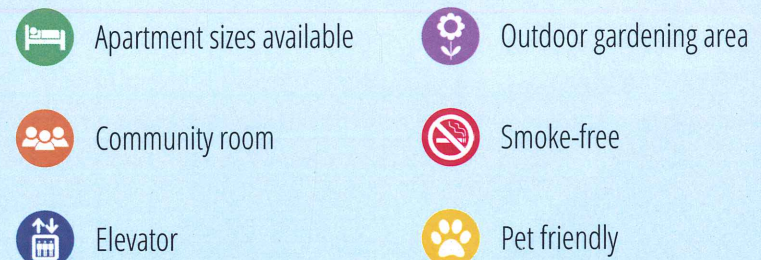 Apartment sizes available
Outdoor gardening area
Community room
Smoke-free
Elevator
Pet friendly